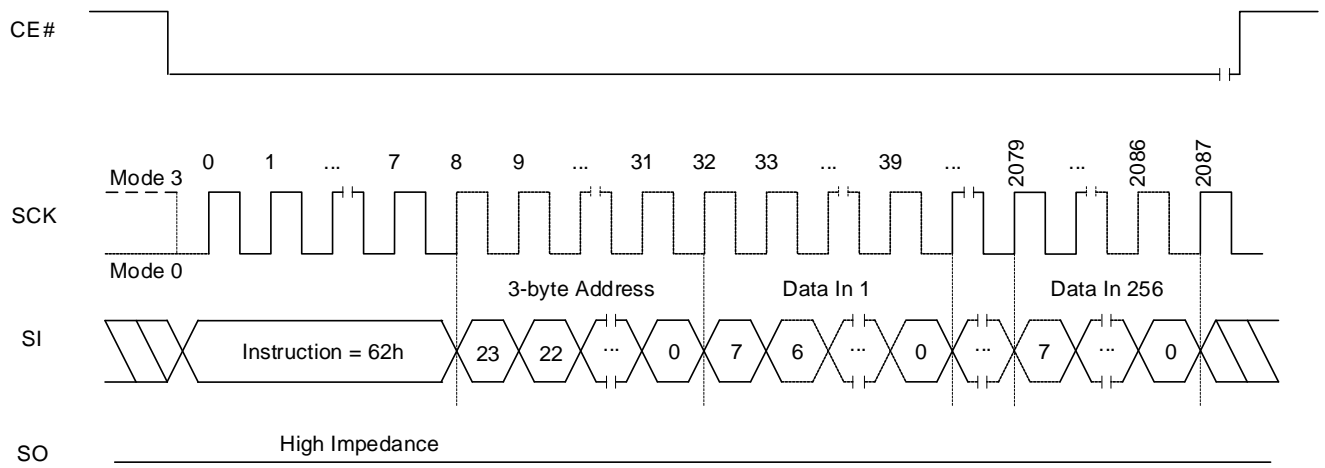 CE#
0 1 ... 7 8 9 ... 31 32 33 ... 39 ... 2079 ... 2086 2087
Mode 3
SCK
Mode 0
3-byte Address Data In 1 Data In 256
SI
Instruction = 62h 23 22 ... 0 7 6 ... 0 ... 7 ... 0
High Impedance
SO